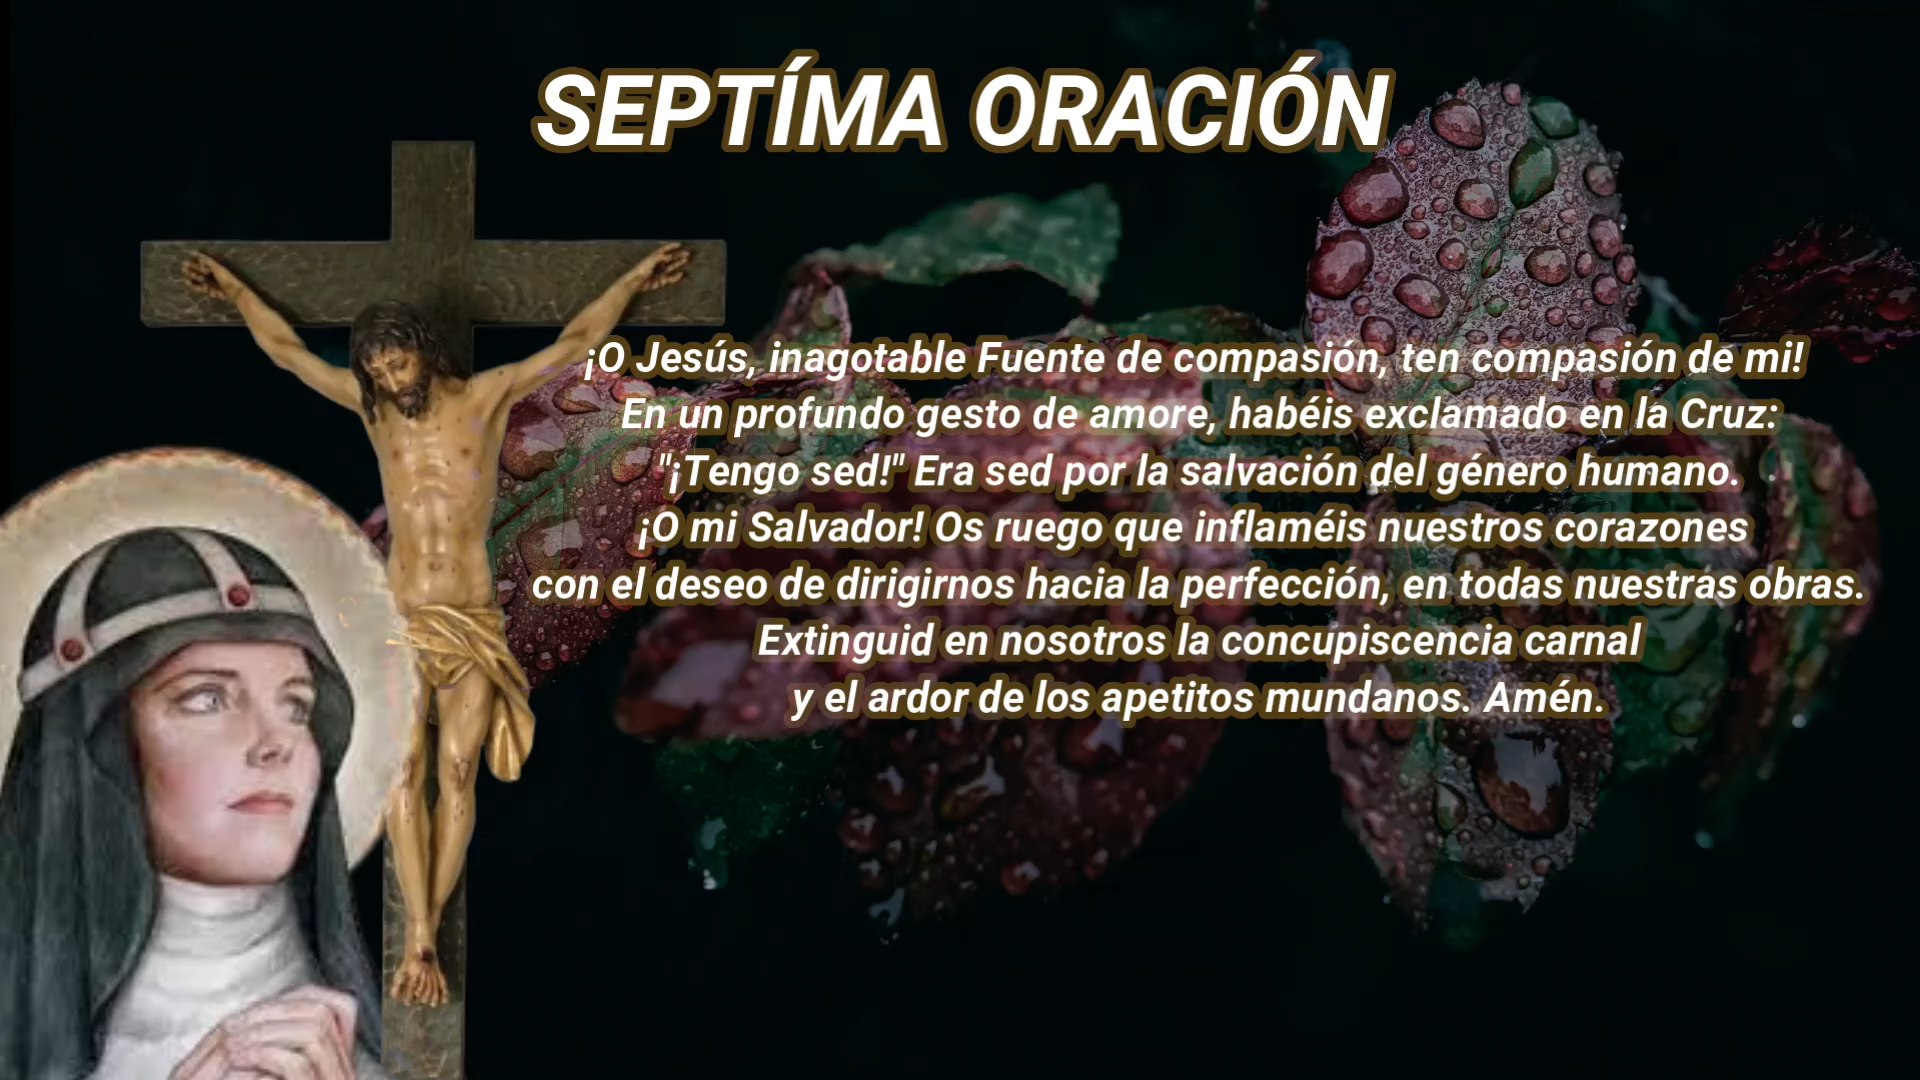 SEPTÍMA ORACIÓN
¡O Jesús, inagotable Fuente de compasión, ten compasión de mi!
En un profundo gesto de amore, habéis exclamado en la Cruz:
"¡Tengo sed!" Era sed por la salvación del género humano.
¡O mi Salvador! Os ruego que inflaméis nuestros corazones
con el deseo de dirigirnos hacia la perfección, en todas nuestras obras.
Extinguid en nosotros la concupiscencia carnal
y el ardor de los apetitos mundanos. Amén.